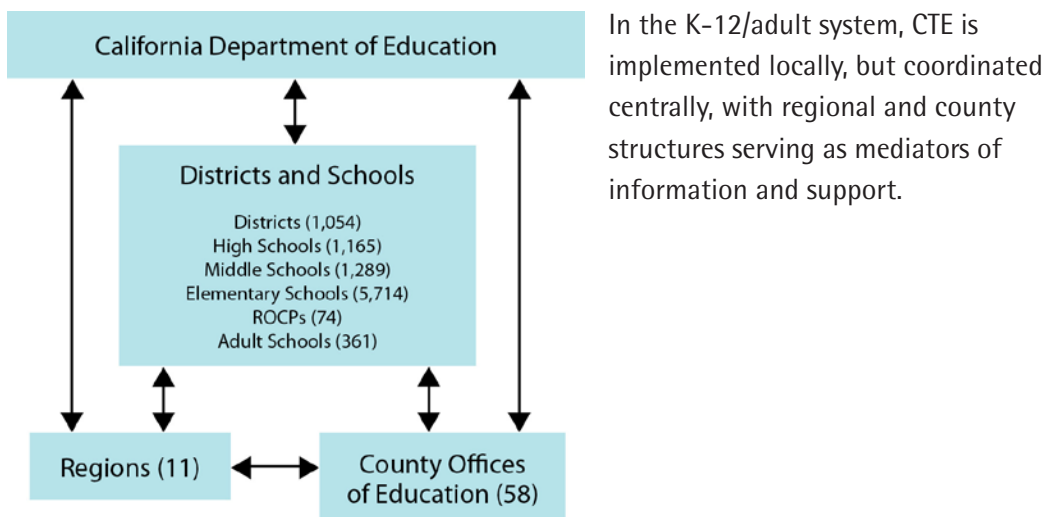 California Department of Education
In the K-12/adult system, CTE is
implemented locally, but coordinated
centrally, with regional and county
structures serving as mediators of
information and support.
Districts and Schools
Districts (1,054)
High Schools (1,165)
Middle Schools (1,289)
Elementary Schools (5,714)
ROCPs (74)
Adult Schools (361)
Regions (11)
County Offices
of Education (58)